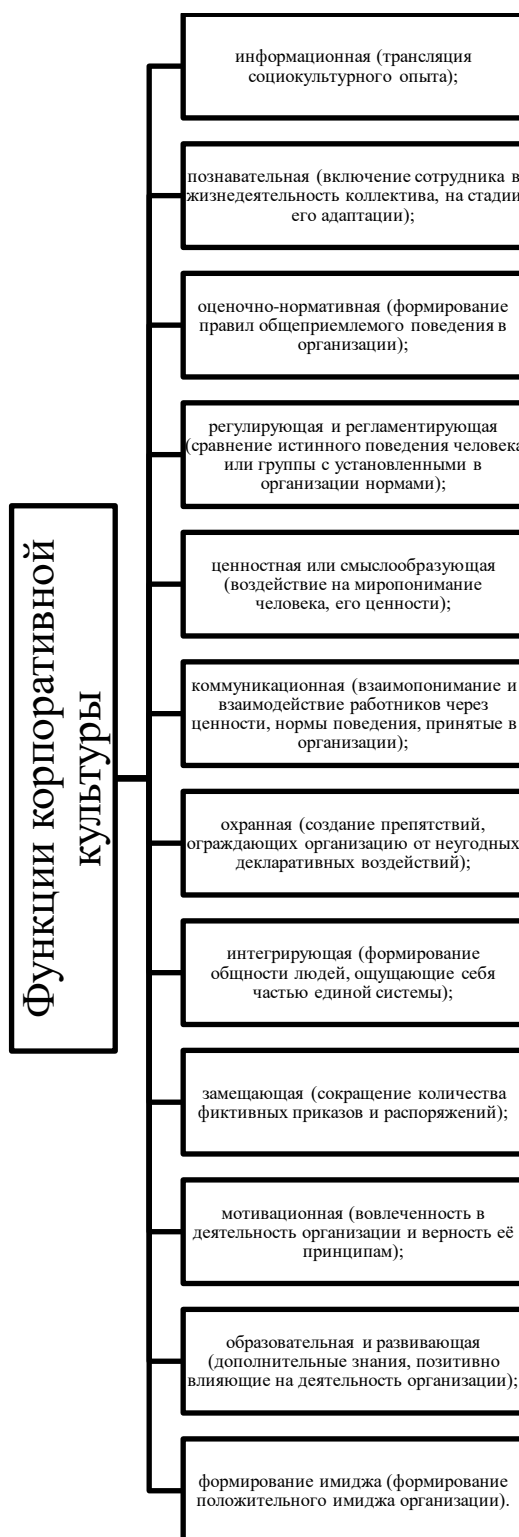 Функции корпоративной
культуры
информационная (трансляция
социокультурного опыта);
познавательная (включение сотрудника в
жизнедеятельность коллектива, на стадии
его адаптации);
оценочно-нормативная (формирование
правил общеприемлемого поведения в
организации);
регулирующая и регламентирующая
(сравнение истинного поведения человека
или группы с установленными в
организации нормами);
ценностная или смыслообразующая
(воздействие на миропонимание
человека, его ценности);
коммуникационная (взаимопонимание и
взаимодействие работников через
ценности, нормы поведения, принятые в
организации);
охранная (создание препятствий,
ограждающих организацию от неугодных
декларативных воздействий);
интегрирующая (формирование
общности людей, ощущающие себя
частью единой системы);
замещающая (сокращение количества
фиктивных приказов и распоряжений);
мотивационная (вовлеченность в
деятельность организации и верность её
принципам);
образовательная и развивающая
(дополнительные знания, позитивно
влияющие на деятельность организации);
формирование имиджа (формирование
положительного имиджа организации).